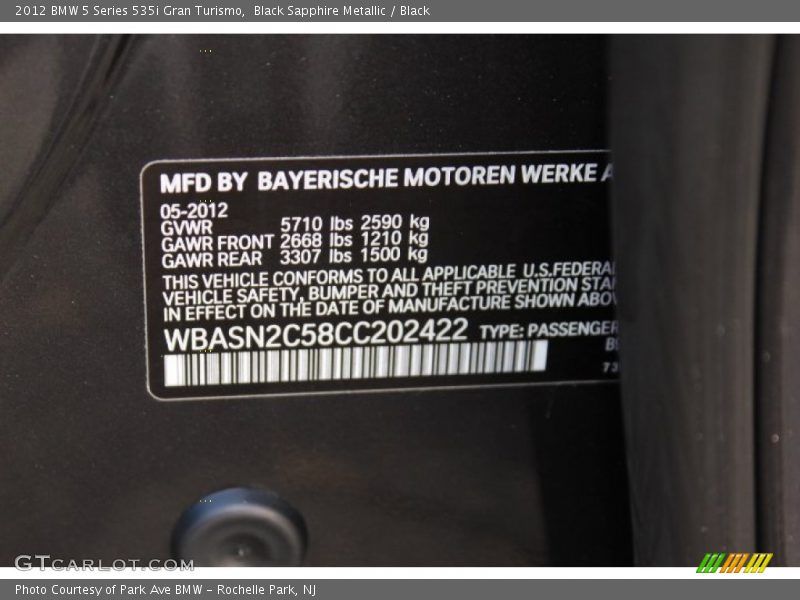 2012 BMW 5 Series 535i Gran Turismo, Black Sapphire Metallic / Black
MFD BY BAYERISCHE MOTOREN WERKE A
05-2012
GVWR 5710 lbs 2590 kg
GAWR FRONT 2668 lbs 1210 kg
GAWR REAR 3307 lbs 1500 kg
THIS VEHICLE CONFORMS TO ALL APPLICABLE U.S.FEDERAL
VEHICLE SAFETY, BUMPER AND THEFT PREVENTION STA
IN EFFECT ON THE DATE OF MANUFACTURE SHOWN ABOV
WBASN2C58CC202422 TYPE: PASSENGER
73
GTCARLOT.COM
Photo Courtesy of Park Ave BMW - Rochelle Park, NJ